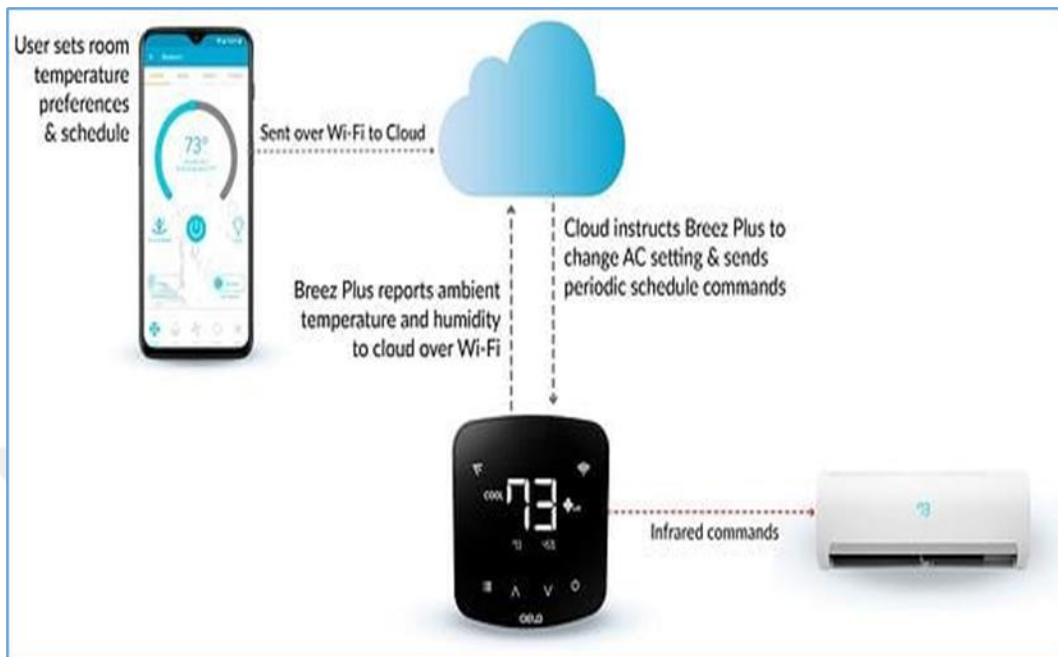 User sets room
temperature
preferences
& schedule
73°
Sent over Wi-Fi to Cloud
Cloud instructs Breez Plus to
change AC setting & sends
periodic schedule commands
Breez Plus reports ambient
temperature and humidity
to cloud over Wi-Fi
COOL
73
73
Infrared commands
cielo